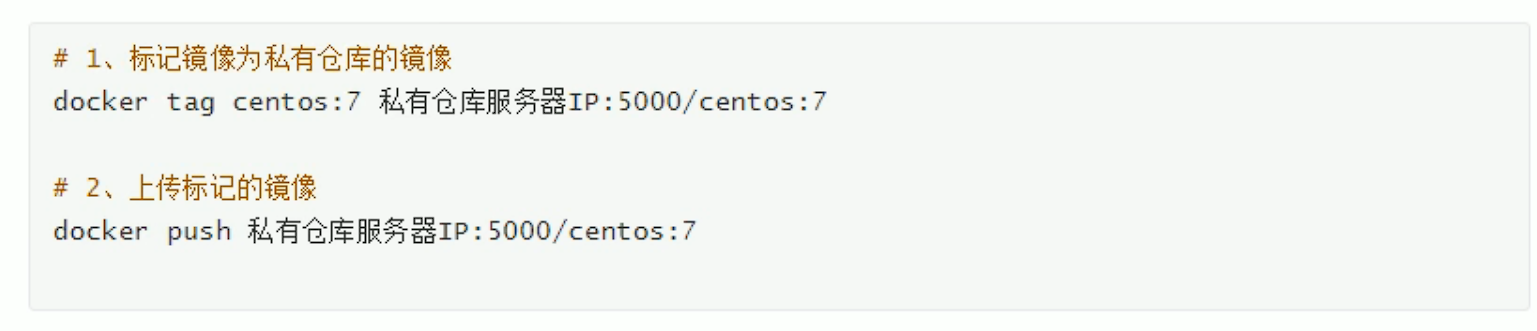 # 1、标记镜像为私有仓库的镜像
docker tag centos:7 私有仓库服务器IP:5000/centos:7
# 2、上传标记的镜像
docker push 私有仓库服务器IP:5000/centos:7